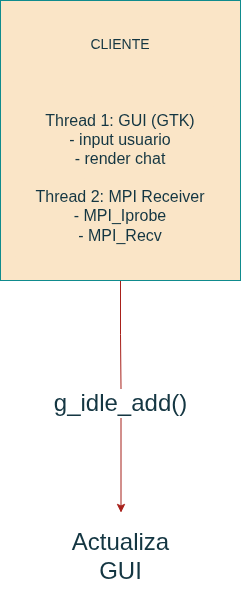 CLIENTE
Thread 1: GUI (GTK)
- input usuario
- render chat
Thread 2: MPI Receiver
- MPI_Iprobe
- MPI_Recv
g_idle_add()
Actualiza
GUI